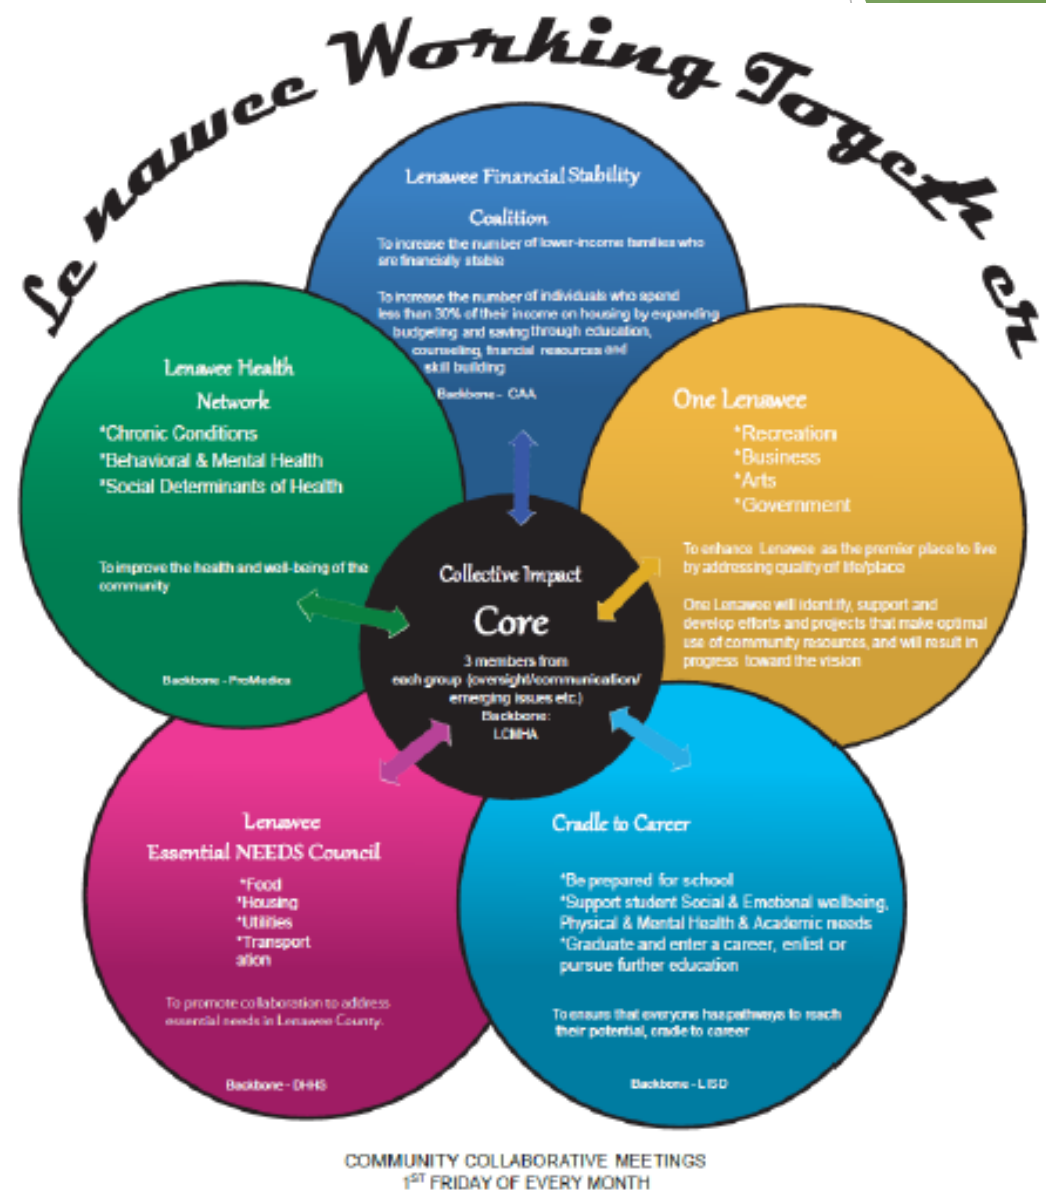 Lenawee Working Together
Lenawee Financial Stability
Coalition
To increase the number of lower-income families who
are financially stable
To increase the number of individuals who spend
less than 30% of their income on housing by expanding
budgeting and saving through education,
counseling, financial resources and
skill building
Backbone - CAA
Lenawee Health
Network
*Chronic Conditions
*Behavioral & Mental Health
*Social Determinants of Health
To improve the health and well-being of the
community
Backbone - ProMedica
One Lenawee
*Recreation
*Business
*Arts
*Government
To enhance Lenawee as the premier place to live
by addressing quality of life/place
One Lenawee will identify, support and
develop efforts and projects that make optimal
use of community resources, and will result in
progress toward the vision
Collective Impact
Core
3 members from
each group (oversight/communication/
emerging issues etc.)
Backbone:
LCMHA
Lenawee
Essential NEEDS Council
*Food
*Housing
*Utilities
*Transport
ation
To promote collaboration to address
essential needs in Lenawee County.
Backbone - DHHS
Cradle to Career
*Be prepared for school
*Support student Social & Emotional wellbeing,
Physical & Mental Health & Academic needs
*Graduate and enter a career, enlist or
pursue further education
To ensure that everyone has pathways to reach
their potential, cradle to career
Backbone - LISD
COMMUNITY COLLABORATIVE MEETINGS
1ST FRIDAY OF EVERY MONTH